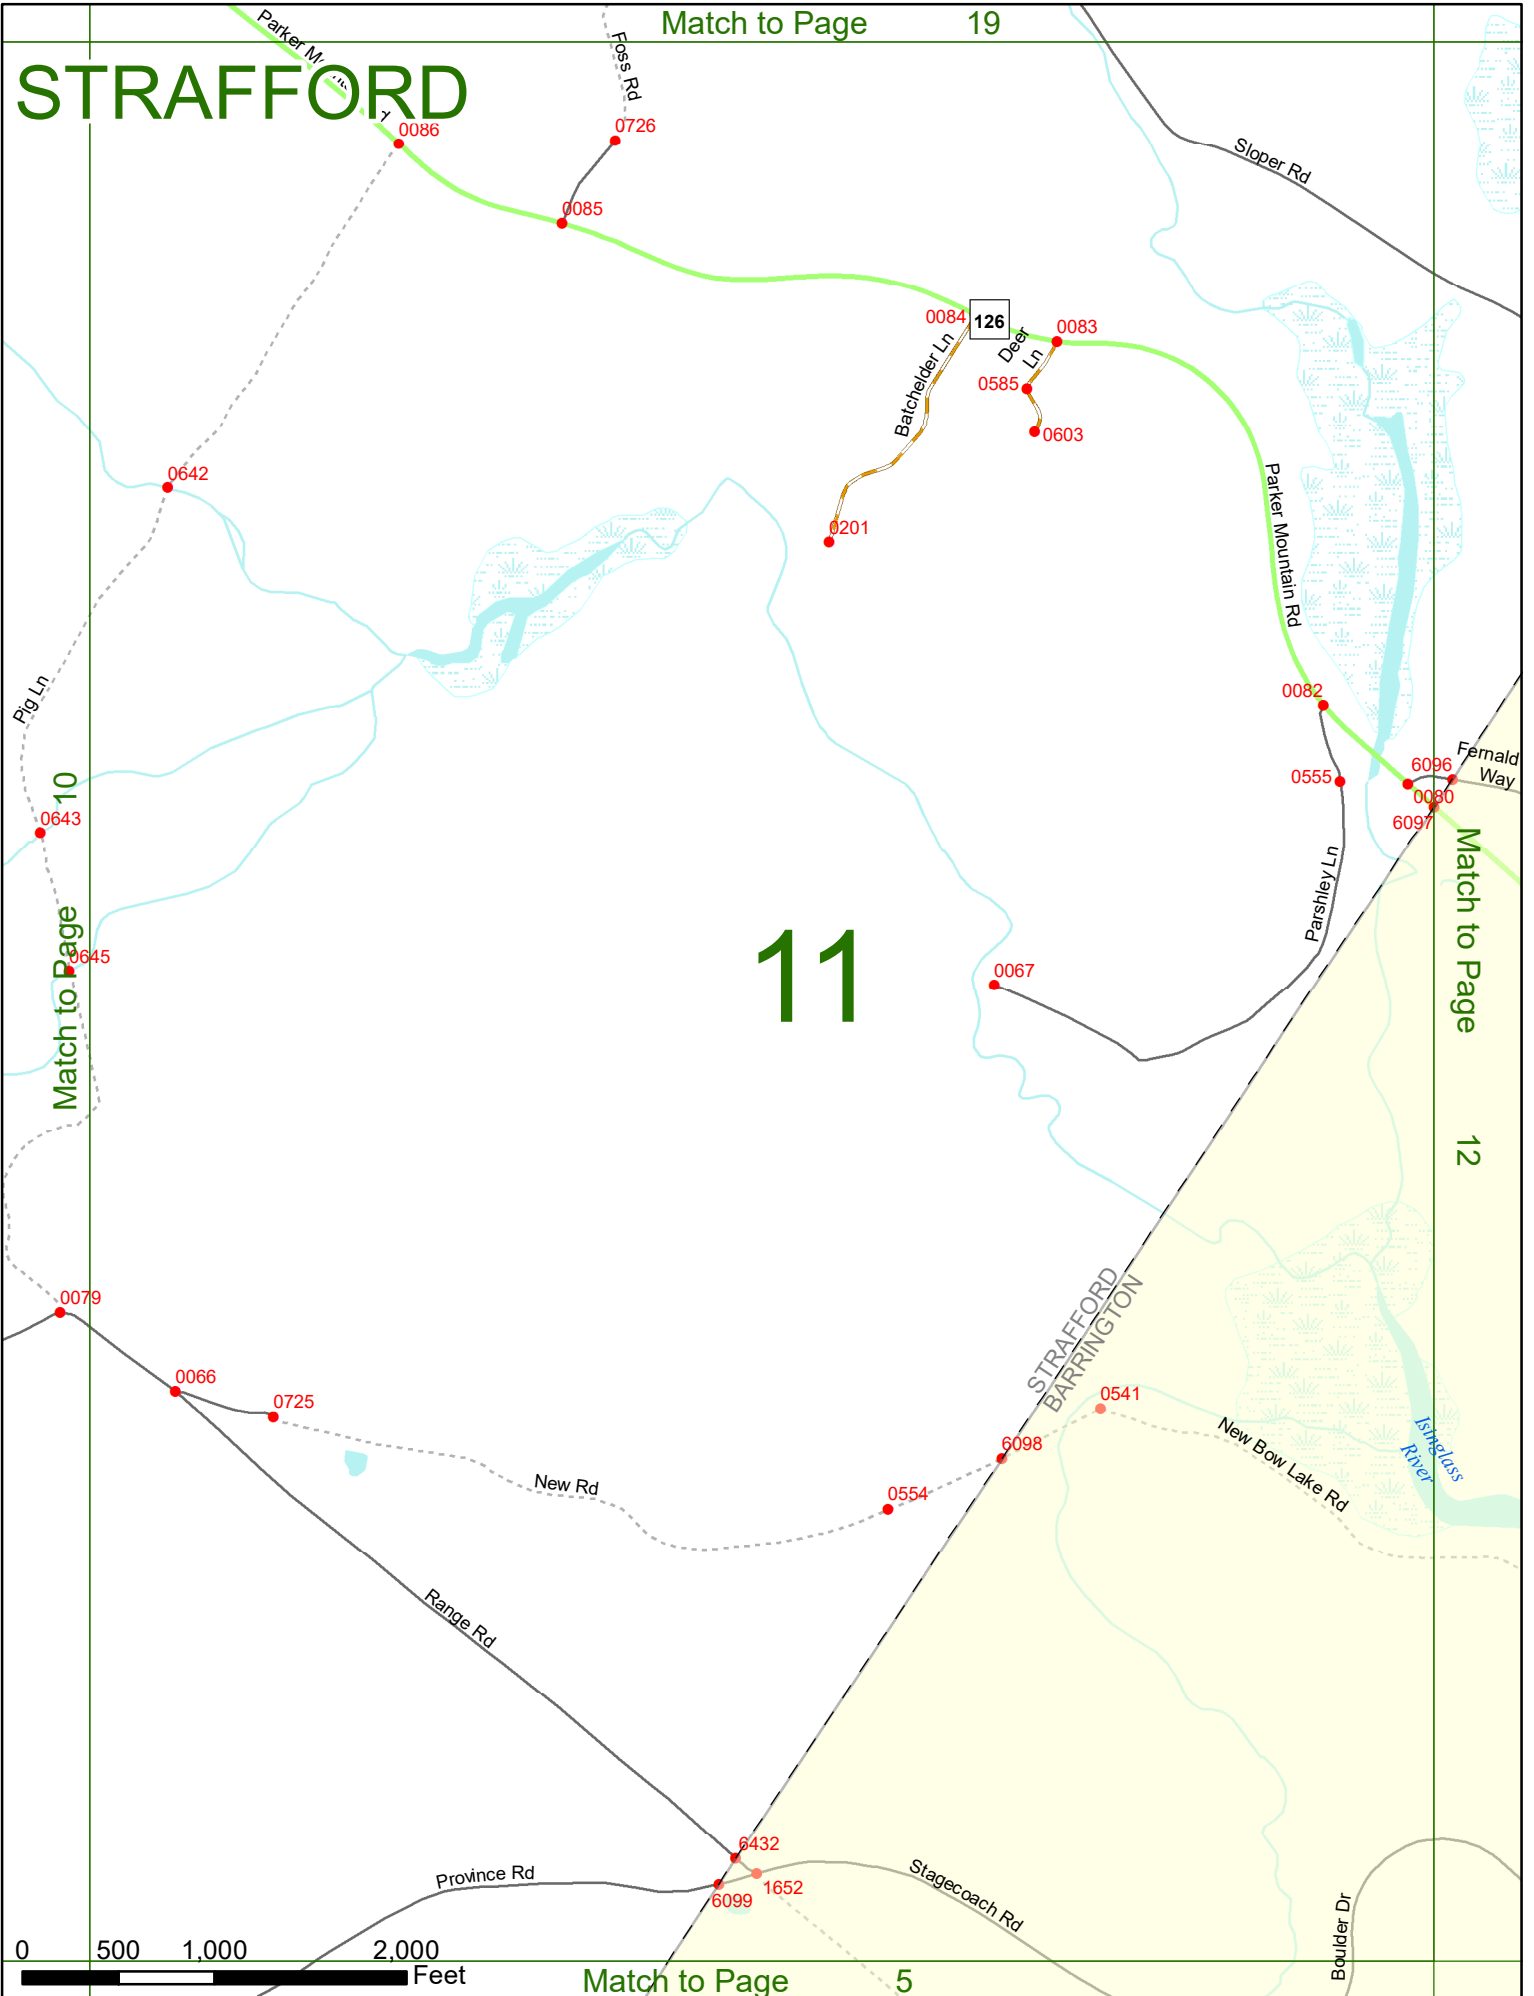 Match to Page 19
STRAFFORD
Parker
Foss Rd
0086
0726
0085
Sloper Rd
0084
126
0083
Deer
Ln
0585
0603
Batchelder Ln
0201
0642
Parker Mountain Rd
Pig Ln
0082
0555
6096
Fernald
Way
0080
6097
0643
Match to Page 10
0645
11
Parshley Ln
0067
Match to Page 12
0079
0066
0725
STRAFFORD
BARRINGTON
0541
6098
New Bow Lake Rd
Isinglass
River
New Rd
0554
Range Rd
6432
1652
6099
Province Rd
Stagecoach Rd
Boulder Dr
0 500 1,000 2,000
Feet
Match to Page 5